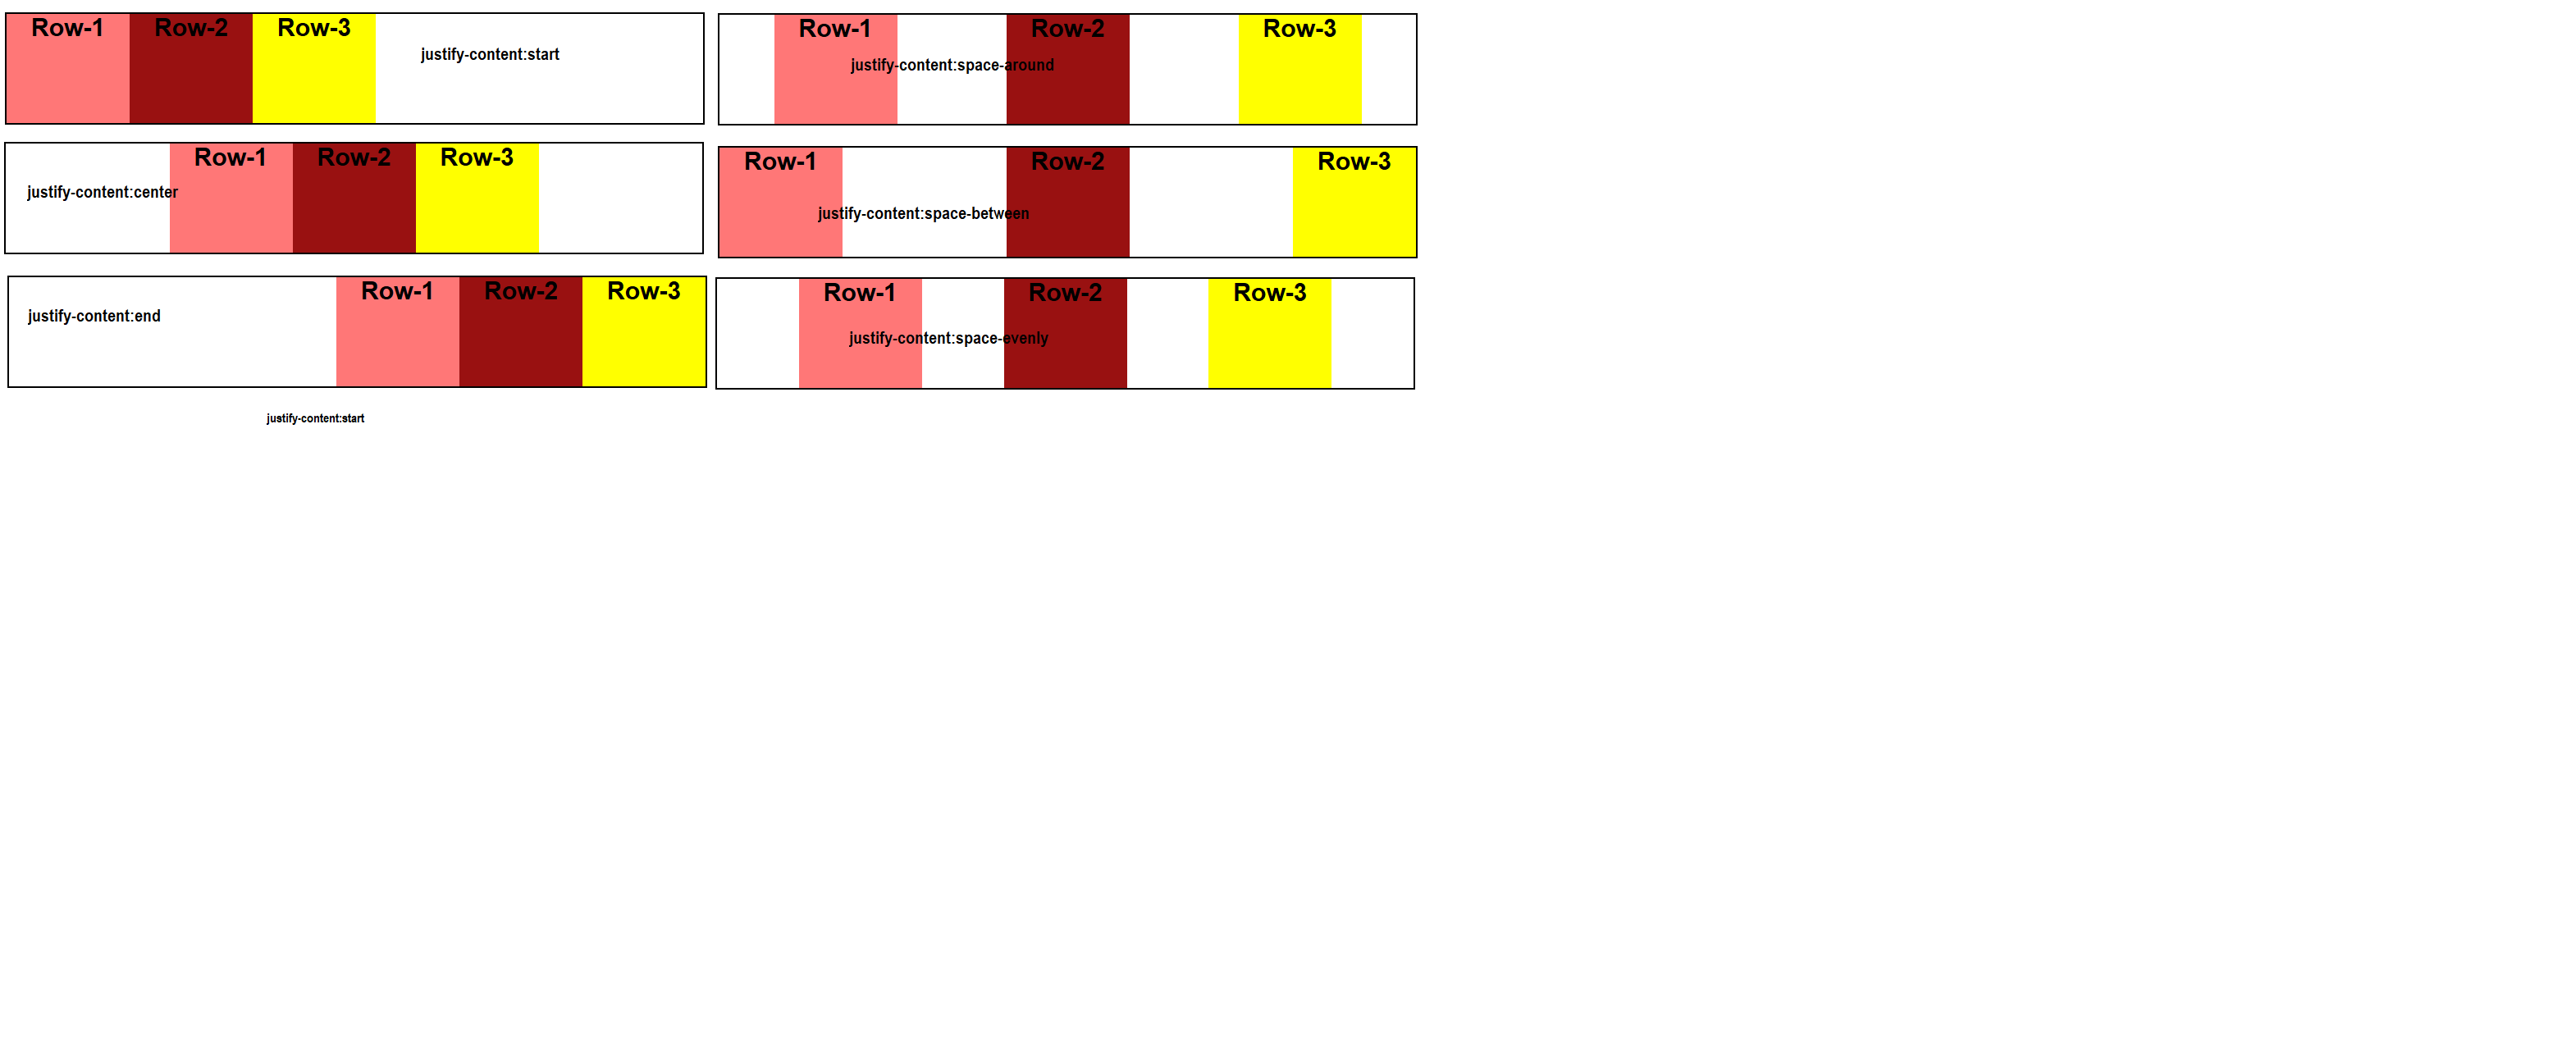 Row-1 Row-2 Row-3
justify-content:start
Row-1 Row-2 Row-3
justify-content:center
Row-1 Row-2 Row-3
justify-content:end
justify-content:start
Row-1 Row-2 Row-3
justify-content:space-around
Row-1 Row-2 Row-3
justify-content:space-between
Row-1 Row-2 Row-3
justify-content:space-evenly